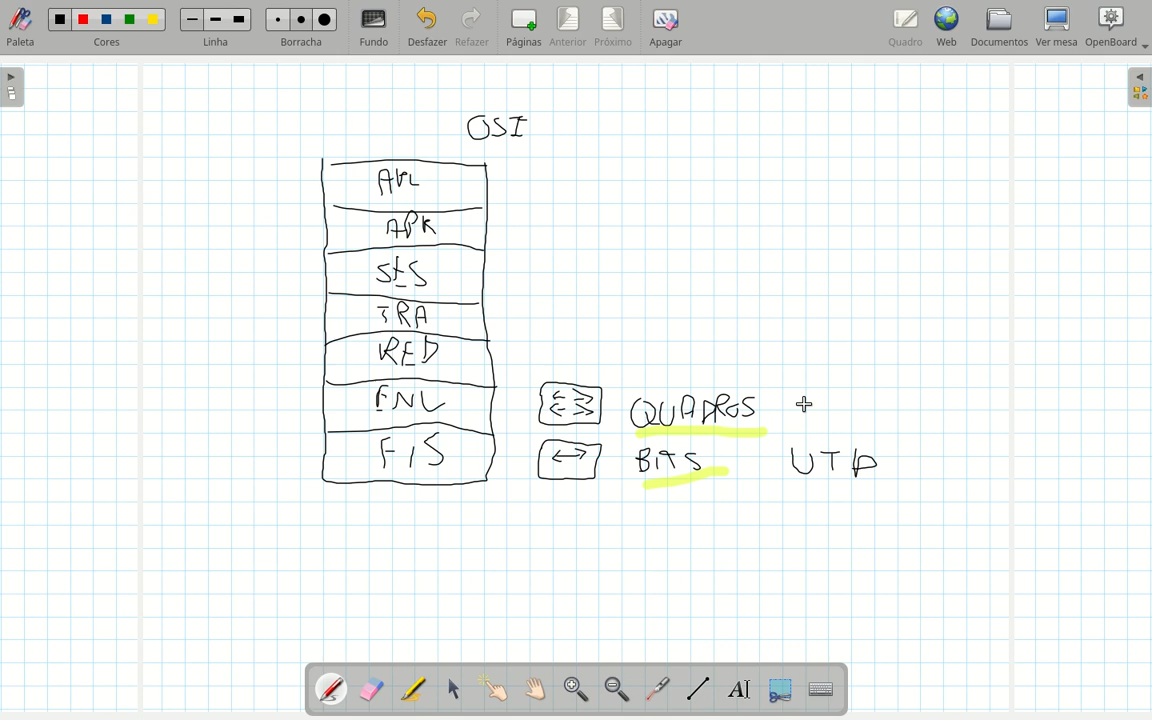 Paleta Cores Linha Borracha Fundo Desfazer Refazer Páginas Anterior Próximo Apagar Quadro Web Documentos Ver mesa OpenBoard
OSI
APL
APR
SES
TRA
RED
ENL
QUADROS
FIS
BITS UTP